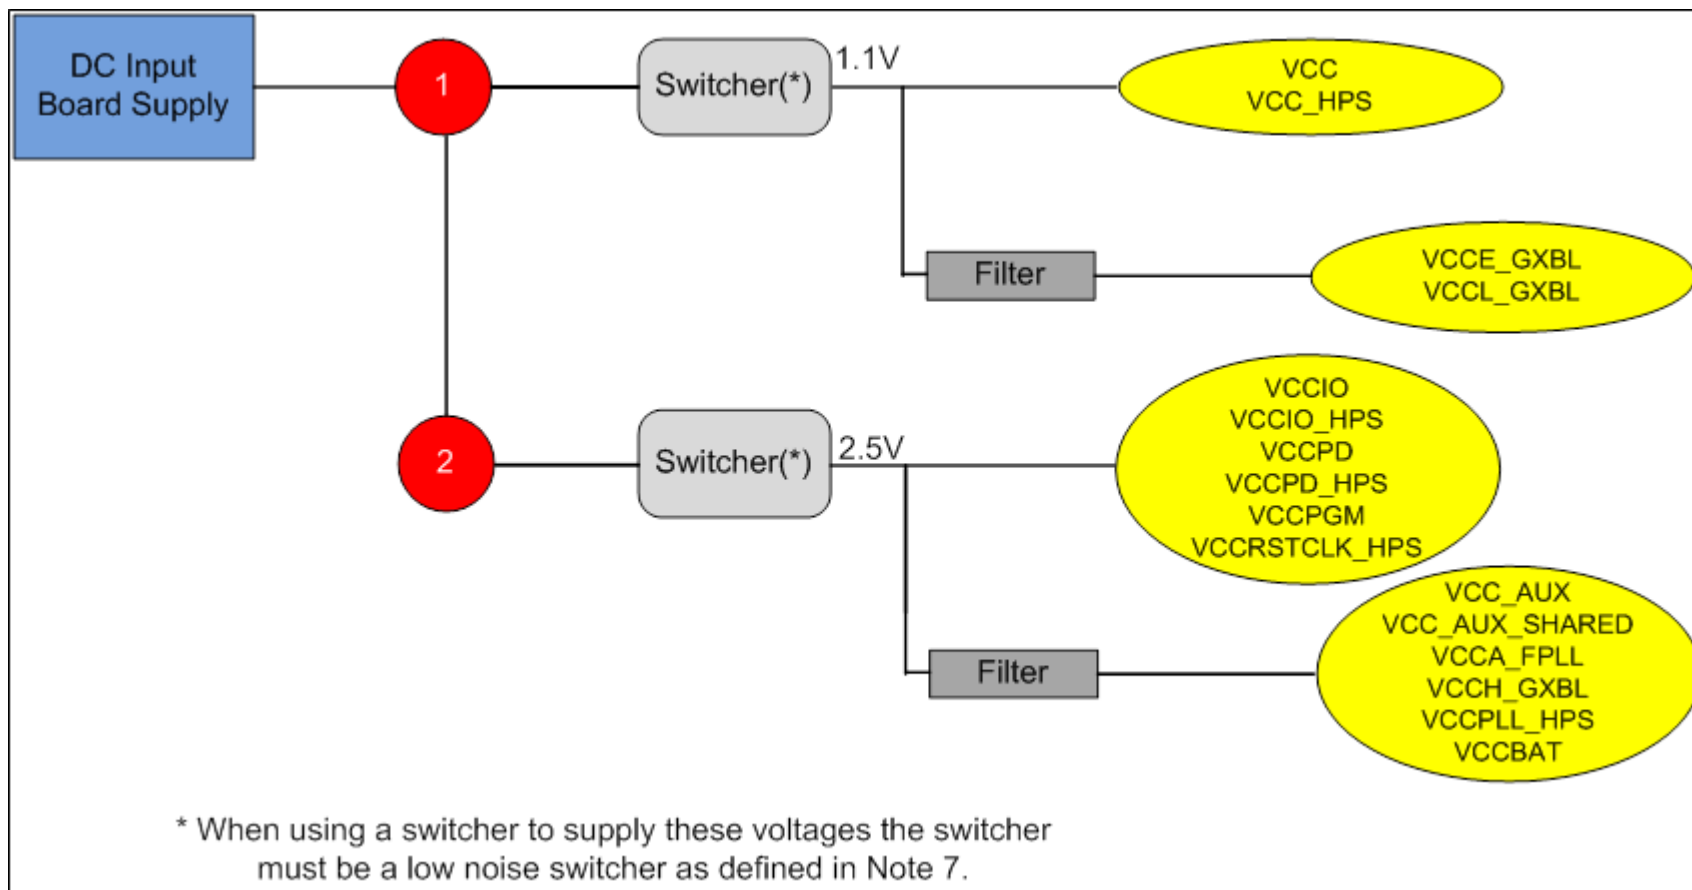 DC Input
Board Supply
1
Switcher(*)
1.1V
VCC
VCC_HPS
Filter
VCCE_GXBL
VCCL_GXBL
2
Switcher(*)
2.5V
VCCIO
VCCIO_HPS
VCCPD
VCCPD_HPS
VCCPGM
VCCRSTCLK_HPS
Filter
VCC_AUX
VCC_AUX_SHARED
VCCA_FPLL
VCCH_GXBL
VCCPLL_HPS
VCCBAT
* When using a switcher to supply these voltages the switcher
must be a low noise switcher as defined in Note 7.